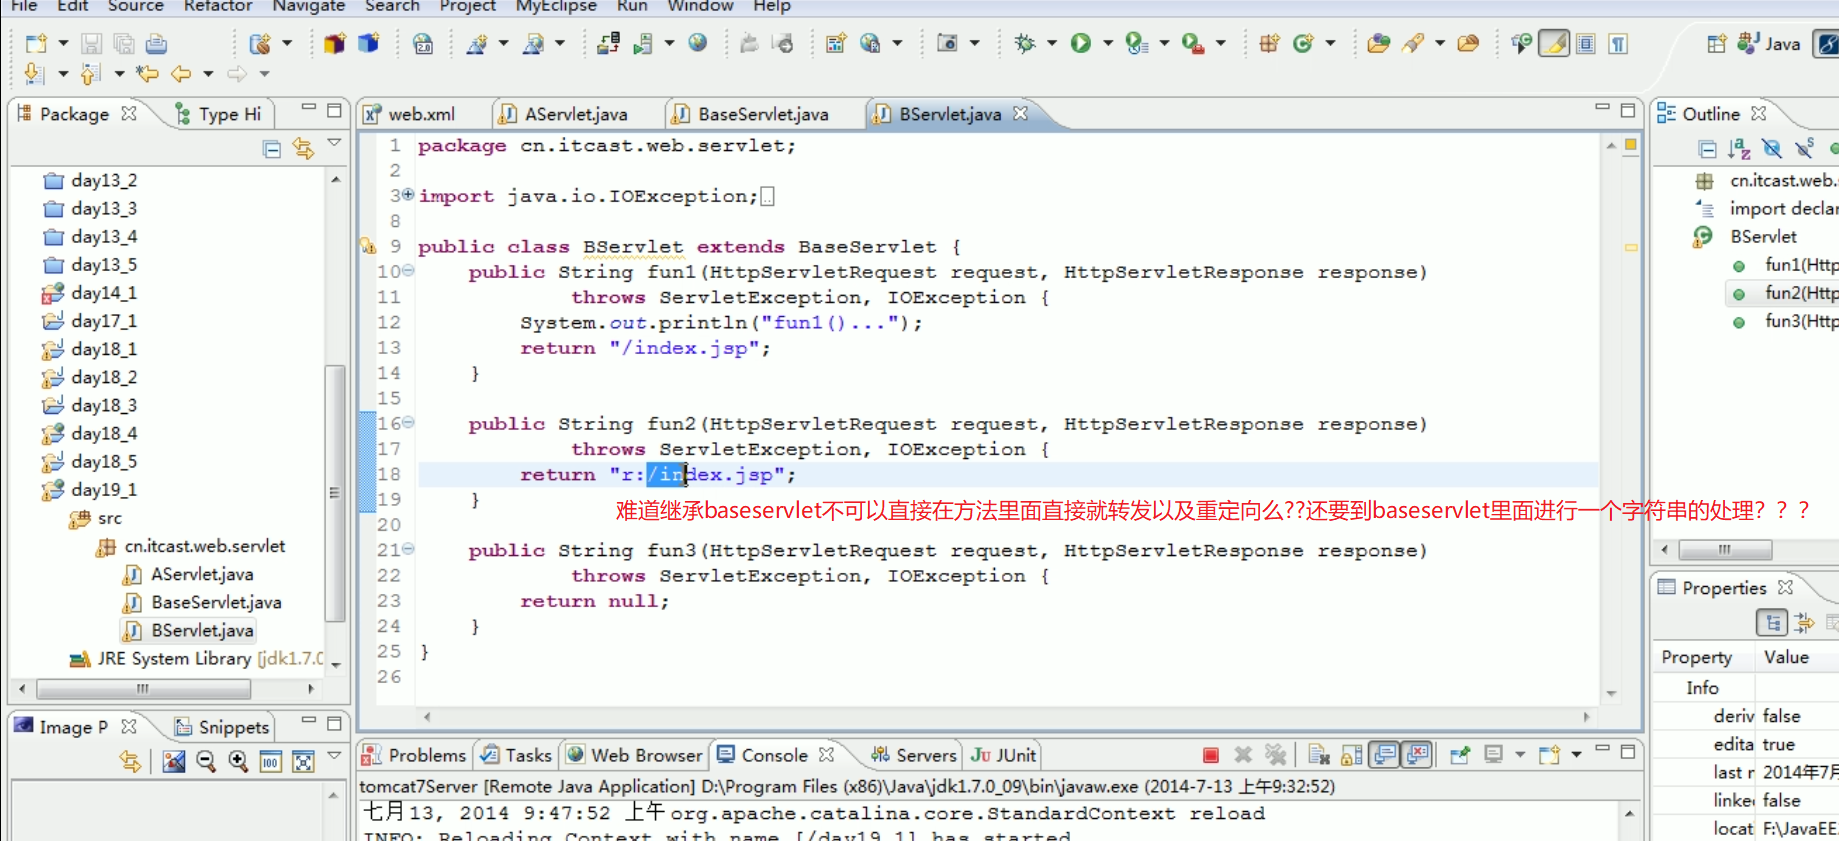 File Edit Source Refactor Navigate Search Project MyEclipse Run Window Help
Java
Package
Type Hi
web.xml
AServlet.java
BaseServlet.java
BServlet.java
Outline
day13_2
day13_3
day13_4
day13_5
day14_1
day17_1
day18_1
day18_2
day18_3
day18_4
day18_5
day19_1
src
cn.itcast.web.servlet
AServlet.java
BaseServlet.java
BServlet.java
JRE System Library [jdk1.7.0
1 package cn.itcast.web.servlet;
2
3 import java.io.IOException;
8
9 public class BServlet extends BaseServlet {
10 public String fun1(HttpServletRequest request, HttpServletResponse response)
11 throws ServletException, IOException {
12 System.out.println("fun1()...");
13 return "/index.jsp";
14 }
15
16 public String fun2(HttpServletRequest request, HttpServletResponse response)
17 throws ServletException, IOException {
18 return "r:/index.jsp";
19 }
难道继承baseservlet不可以直接在方法里面直接就转发以及重定向么??还要到baseservlet里面进行一个字符串的处理？？？
20
21 public String fun3(HttpServletRequest request, HttpServletResponse response)
22 throws ServletException, IOException {
23 return null;
24 }
25 }
26
cn.itcast.web.
import declar
BServlet
fun1(Http
fun2(Http
fun3(Http
Properties
Property Value
Info
deriv false
edita true
last r 2014年7月
linke false
locat F:\JavaEE
Image P
Snippets
Problems
Tasks
Web Browser
Console
Servers
JUnit
tomcat7Server [Remote Java Application] D:\Program Files (x86)\Java\jdk1.7.0_09\bin\javaw.exe (2014-7-13 上午9:32:52)
七月 13, 2014 9:47:52 上午 org.apache.catalina.core.StandardContext reload
INFO: Reloading Context with name [/day19_1] has started